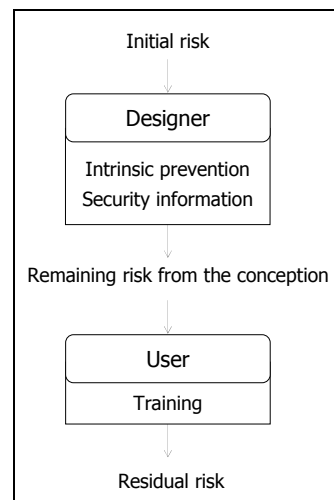 Initial risk
Designer
Intrinsic prevention
Security information
Remaining risk from the conception
User
Training
Residual risk